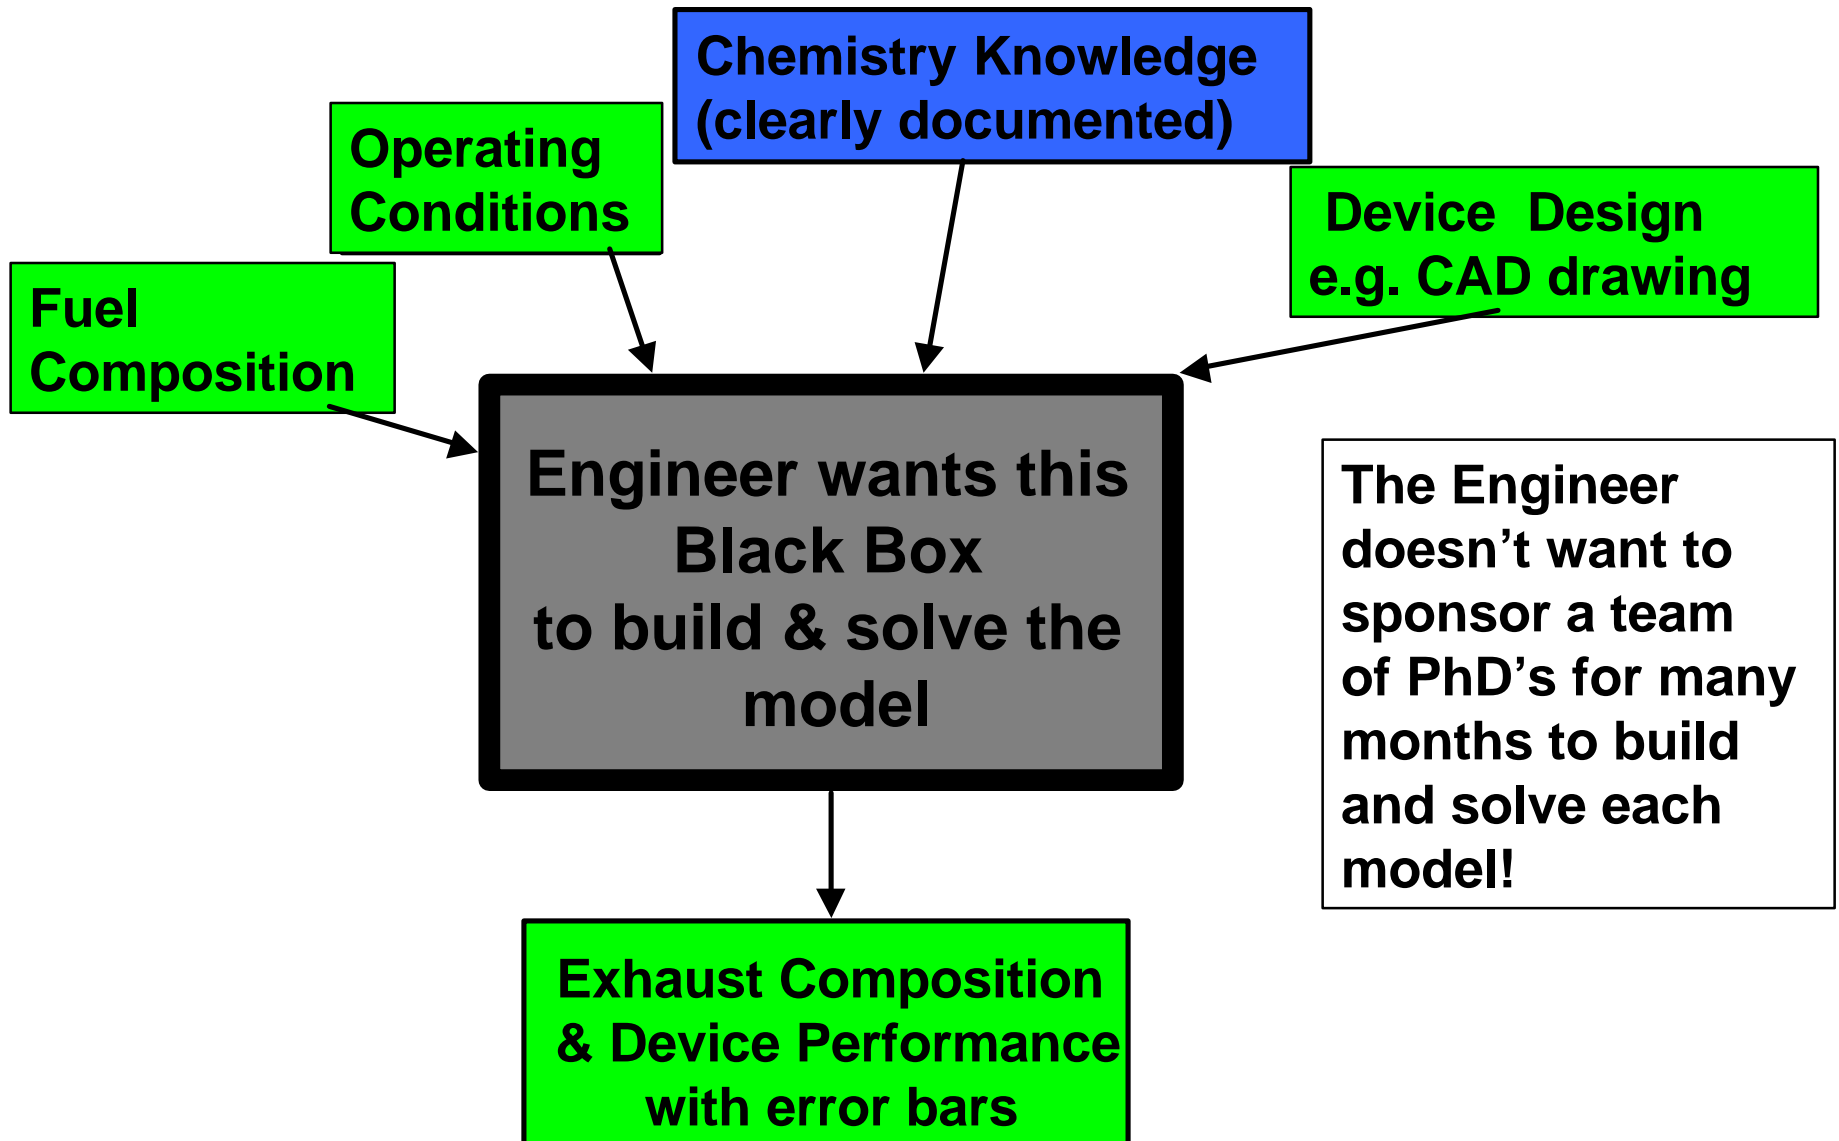 Chemistry Knowledge
(clearly documented)
Operating
Conditions
Device Design
e.g. CAD drawing
Fuel
Composition
Engineer wants this
Black Box
to build & solve the
model
The Engineer
doesn’t want to
sponsor a team
of PhD’s for many
months to build
and solve each
model!
Exhaust Composition
& Device Performance
with error bars